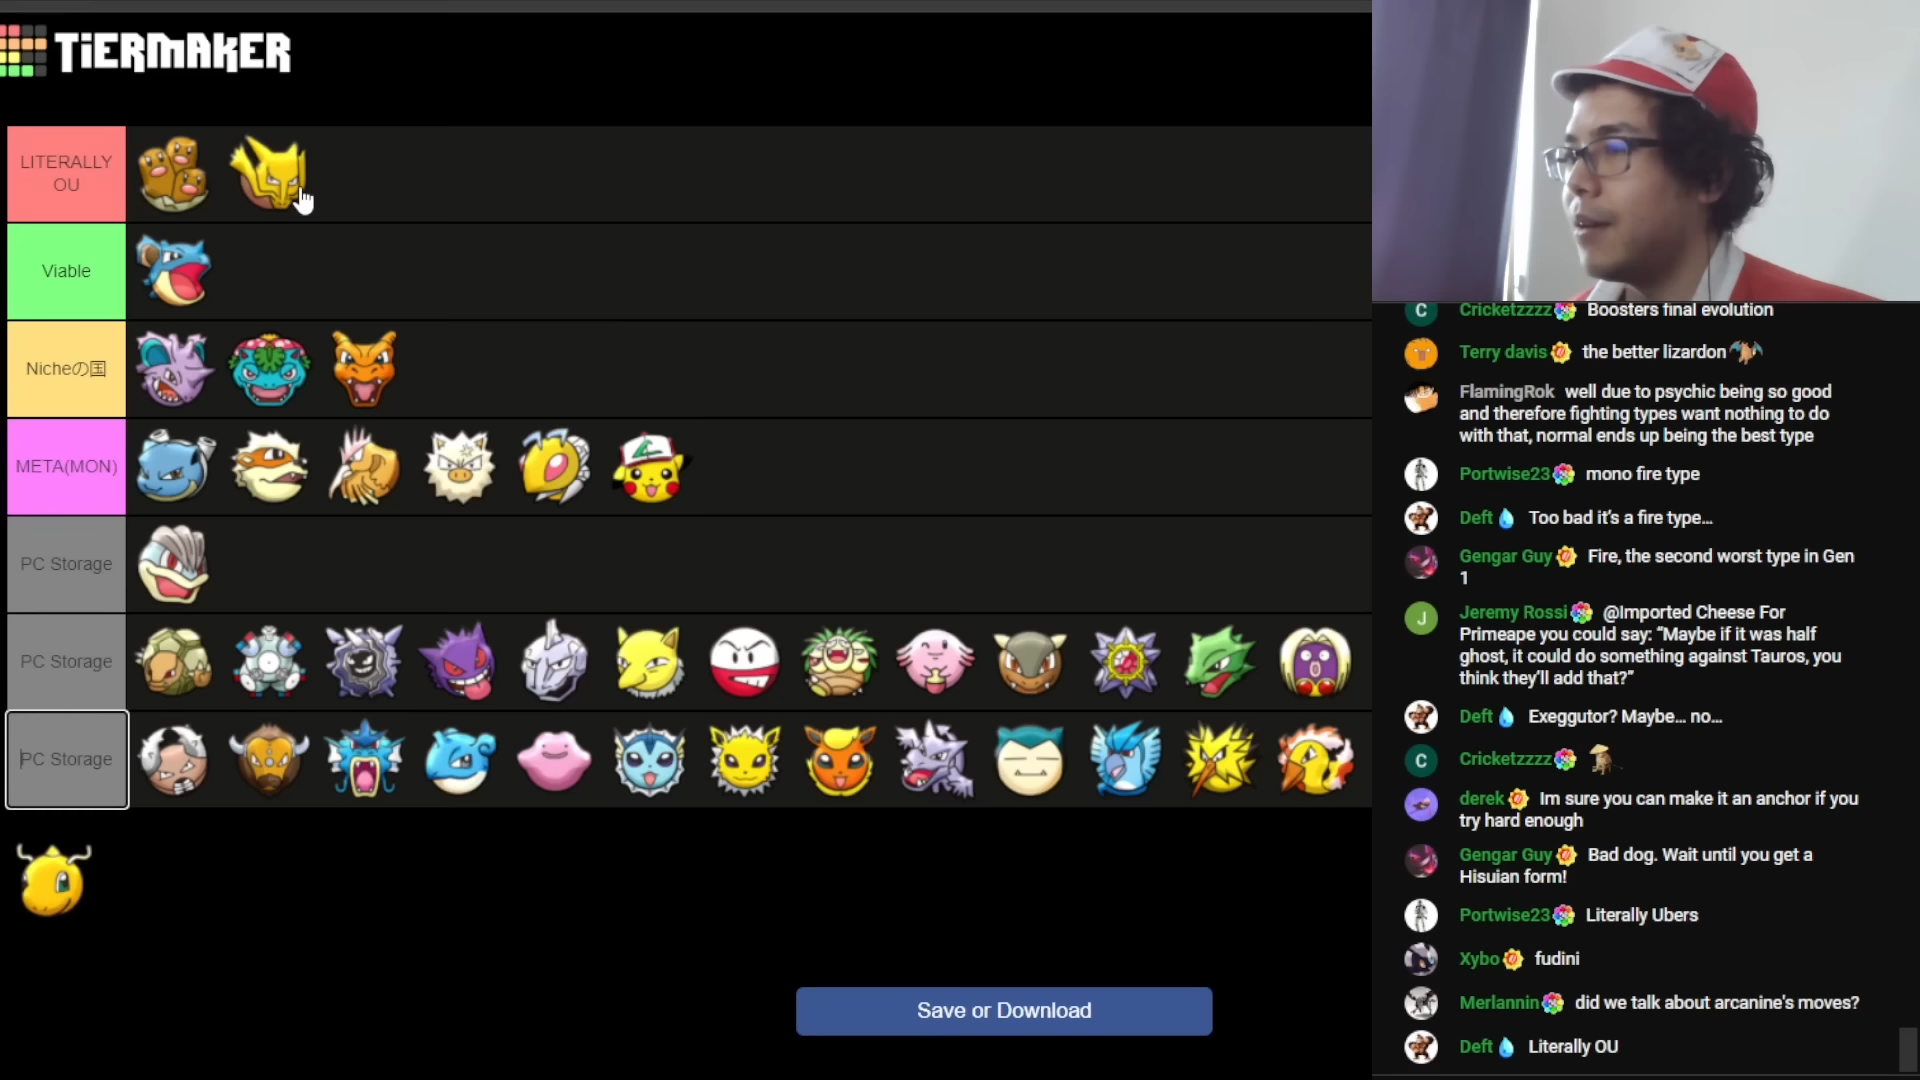 TiERMAKER
LITERALLY
OU
Viable
Nicheの国
META(MON)
PC Storage
PC Storage
PC Storage
Save or Download
C Cricketzzzz Boosters final evolution
Terry davis the better lizardon
FlamingRok well due to psychic being so good
and therefore fighting types want nothing to do
with that, normal ends up being the best type
Portwise23 mono fire type
Deft Too bad it's a fire type...
Gengar Guy Fire, the second worst type in Gen
1
J Jeremy Rossi @Imported Cheese For
Primeape you could say: “Maybe if it was half
ghost, it could do something against Tauros, you
think they'll add that?”
Deft Exeggutor? Maybe... no...
C Cricketzzzz
derek Im sure you can make it an anchor if you
try hard enough
Gengar Guy Bad dog. Wait until you get a
Hisuian form!
Portwise23 Literally Ubers
Xybo fudini
Merlannin did we talk about arcanine's moves?
Deft Literally OU